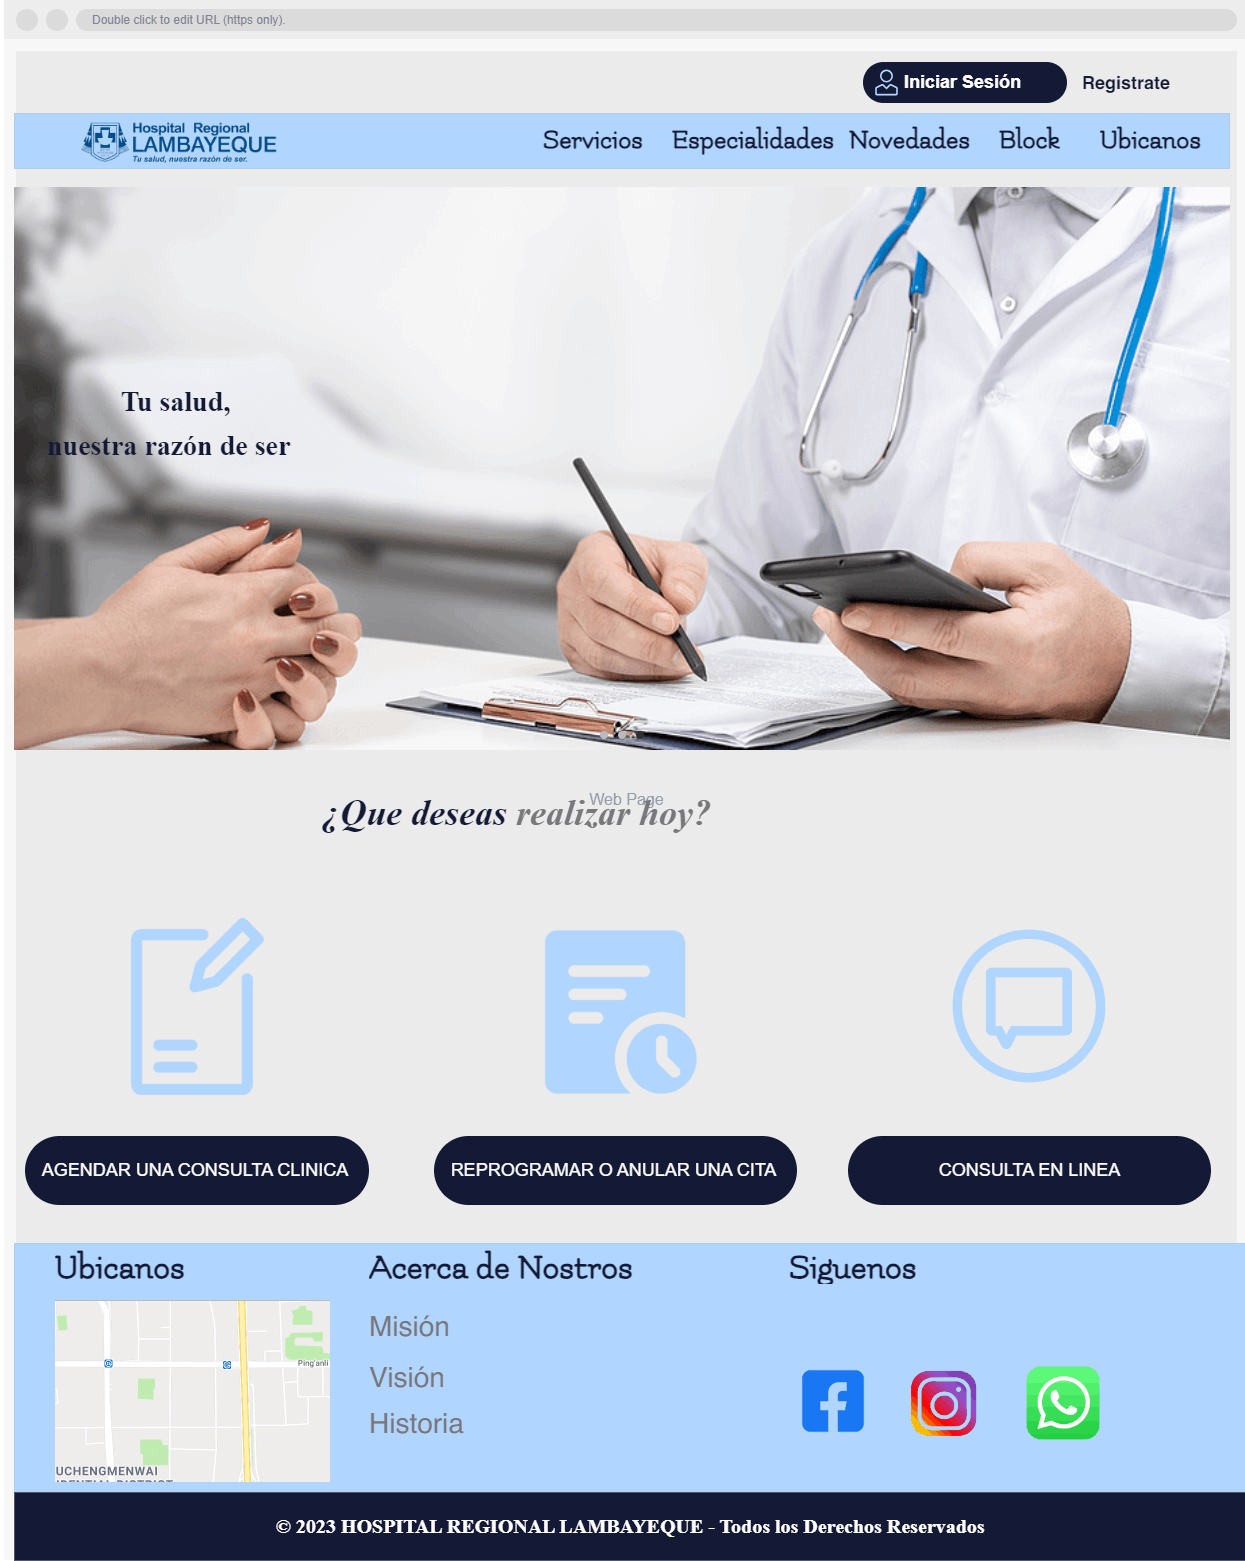 Double click to edit URL (https only).
Iniciar Sesión
Registrate
Hospital Regional
LAMBAYEQUE
Tu salud, nuestra razón de ser.
Servicios
Especialidades
Novedades
Block
Ubicanos
Tu salud,
nuestra razón de ser
Web Page
¿Que deseas realizar hoy?
AGENDAR UNA CONSULTA CLINICA
REPROGRAMAR O ANULAR UNA CITA
CONSULTA EN LINEA
Ubicanos
Acerca de Nostros
Siguenos
Misión
Visión
Historia
Ping'anli
UCHENGMENWAI
IDENTIAL DISTRICT
© 2023 HOSPITAL REGIONAL LAMBAYEQUE - Todos los Derechos Reservados